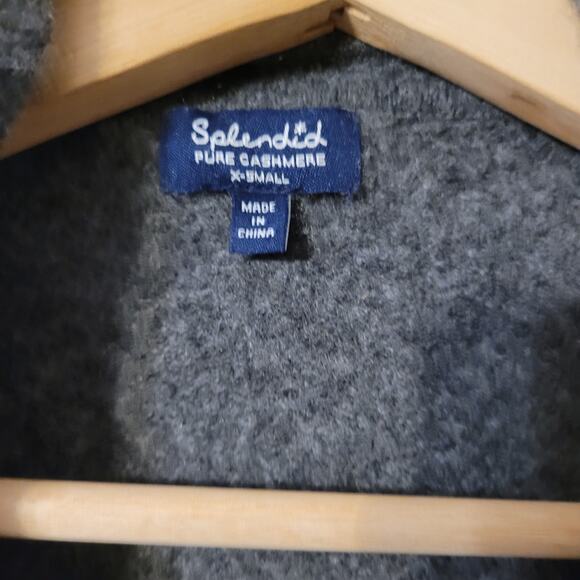 Splendid
PURE CASHMERE
X-SMALL
MADE
IN
CHINA